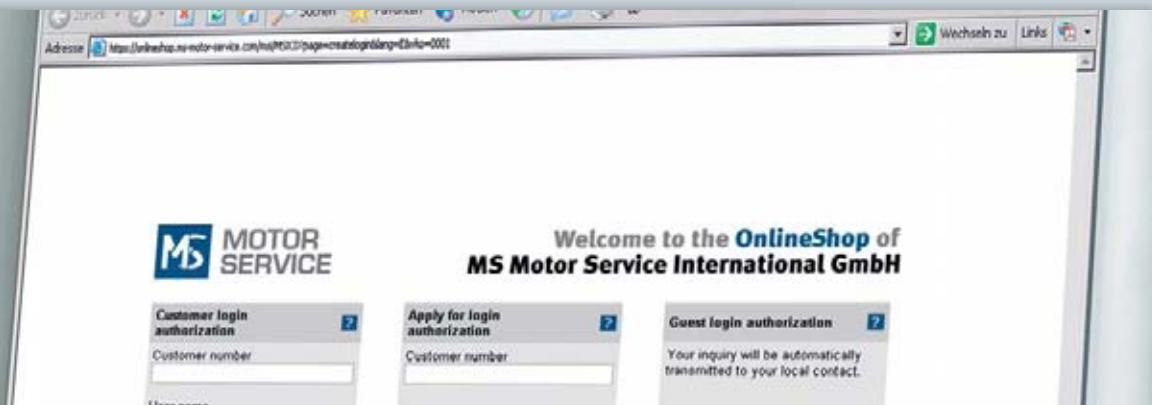 Suchen
Adresse
Wechseln zu
Links
MS MOTOR
SERVICE
Welcome to the OnlineShop of
MS Motor Service International GmbH
Customer login
authorization
?
Apply for login
authorization
?
Guest login authorization
?
Customer number
Customer number
Your inquiry will be automatically
transmitted to your local contact.